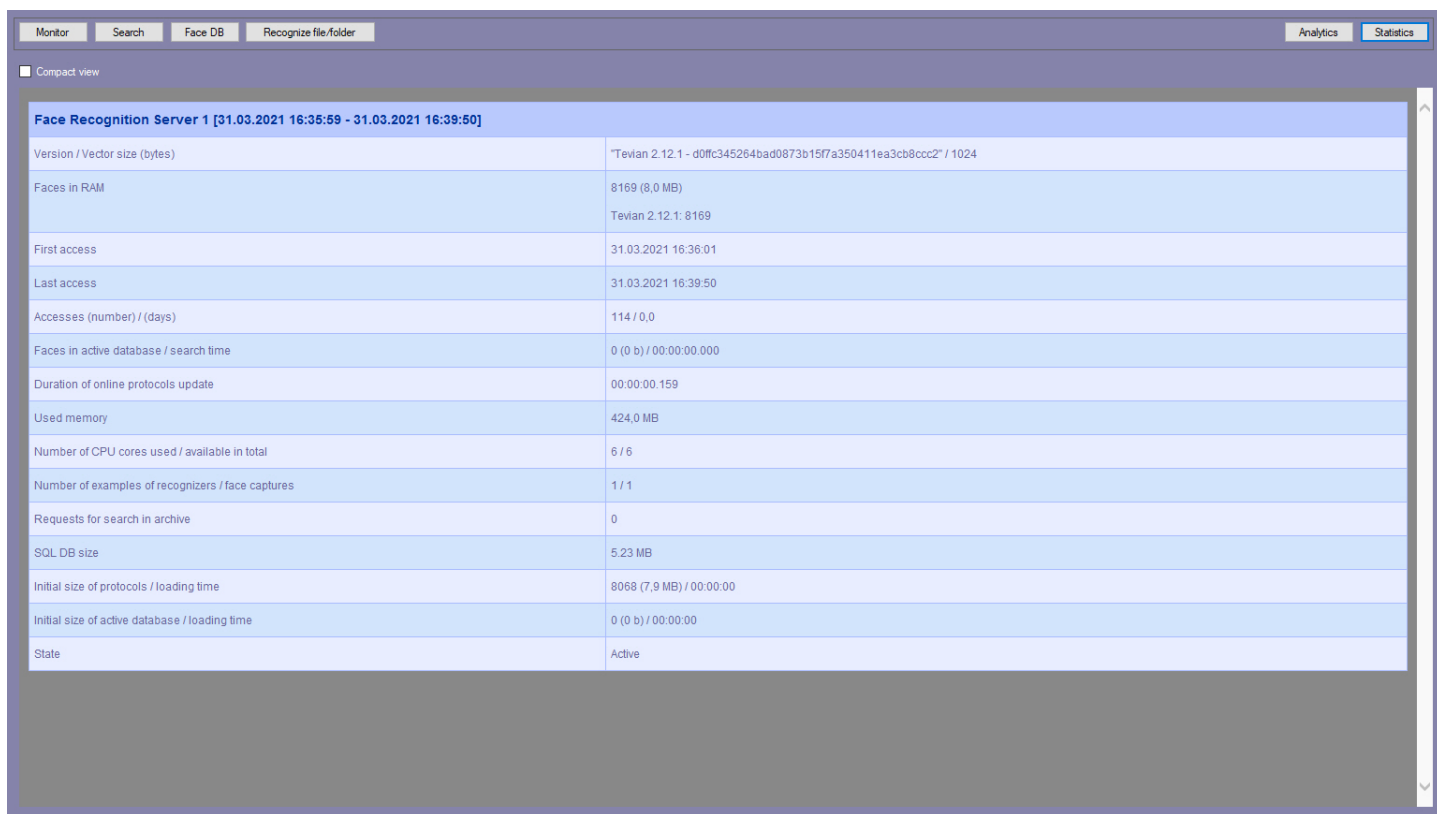 Monitor Search Face DB Recognize file/folder Analytics Statistics
Compact view
Face Recognition Server 1 [31.03.2021 16:35:59 - 31.03.2021 16:39:50]
Version / Vector size (bytes) "Tevian 2.12.1 - d0ffc345264bad0873b15f7a350411ea3cb8ccc2" / 1024
Faces in RAM 8169 (8,0 MB)
Tevian 2.12.1: 8169
First access 31.03.2021 16:36:01
Last access 31.03.2021 16:39:50
Accesses (number) / (days) 114 / 0,0
Faces in active database / search time 0 (0 b) / 00:00:00.000
Duration of online protocols update 00:00:00.159
Used memory 424,0 MB
Number of CPU cores used / available in total 6 / 6
Number of examples of recognizers / face captures 1 / 1
Requests for search in archive 0
SQL DB size 5.23 MB
Initial size of protocols / loading time 8068 (7,9 MB) / 00:00:00
Initial size of active database / loading time 0 (0 b) / 00:00:00
State Active